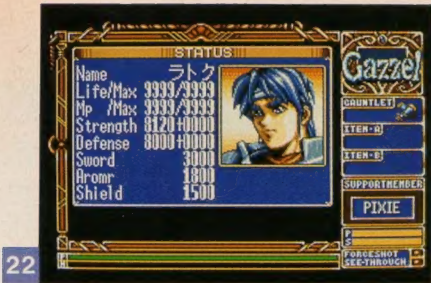 STATUS
Name ラトク
Life/Max 9999/9999
Mp /Max 9999/9999
Strength 8120+0000
Defense 8000+0000
Sword 3000
Aromr 1800
Shield 1500
Gazzel
GAUNTLET
ITEM-A
ITEM-B
SUPPORTMEMBER
PIXIE
P
S
FORCESHOT
SEE-THROUGH
22